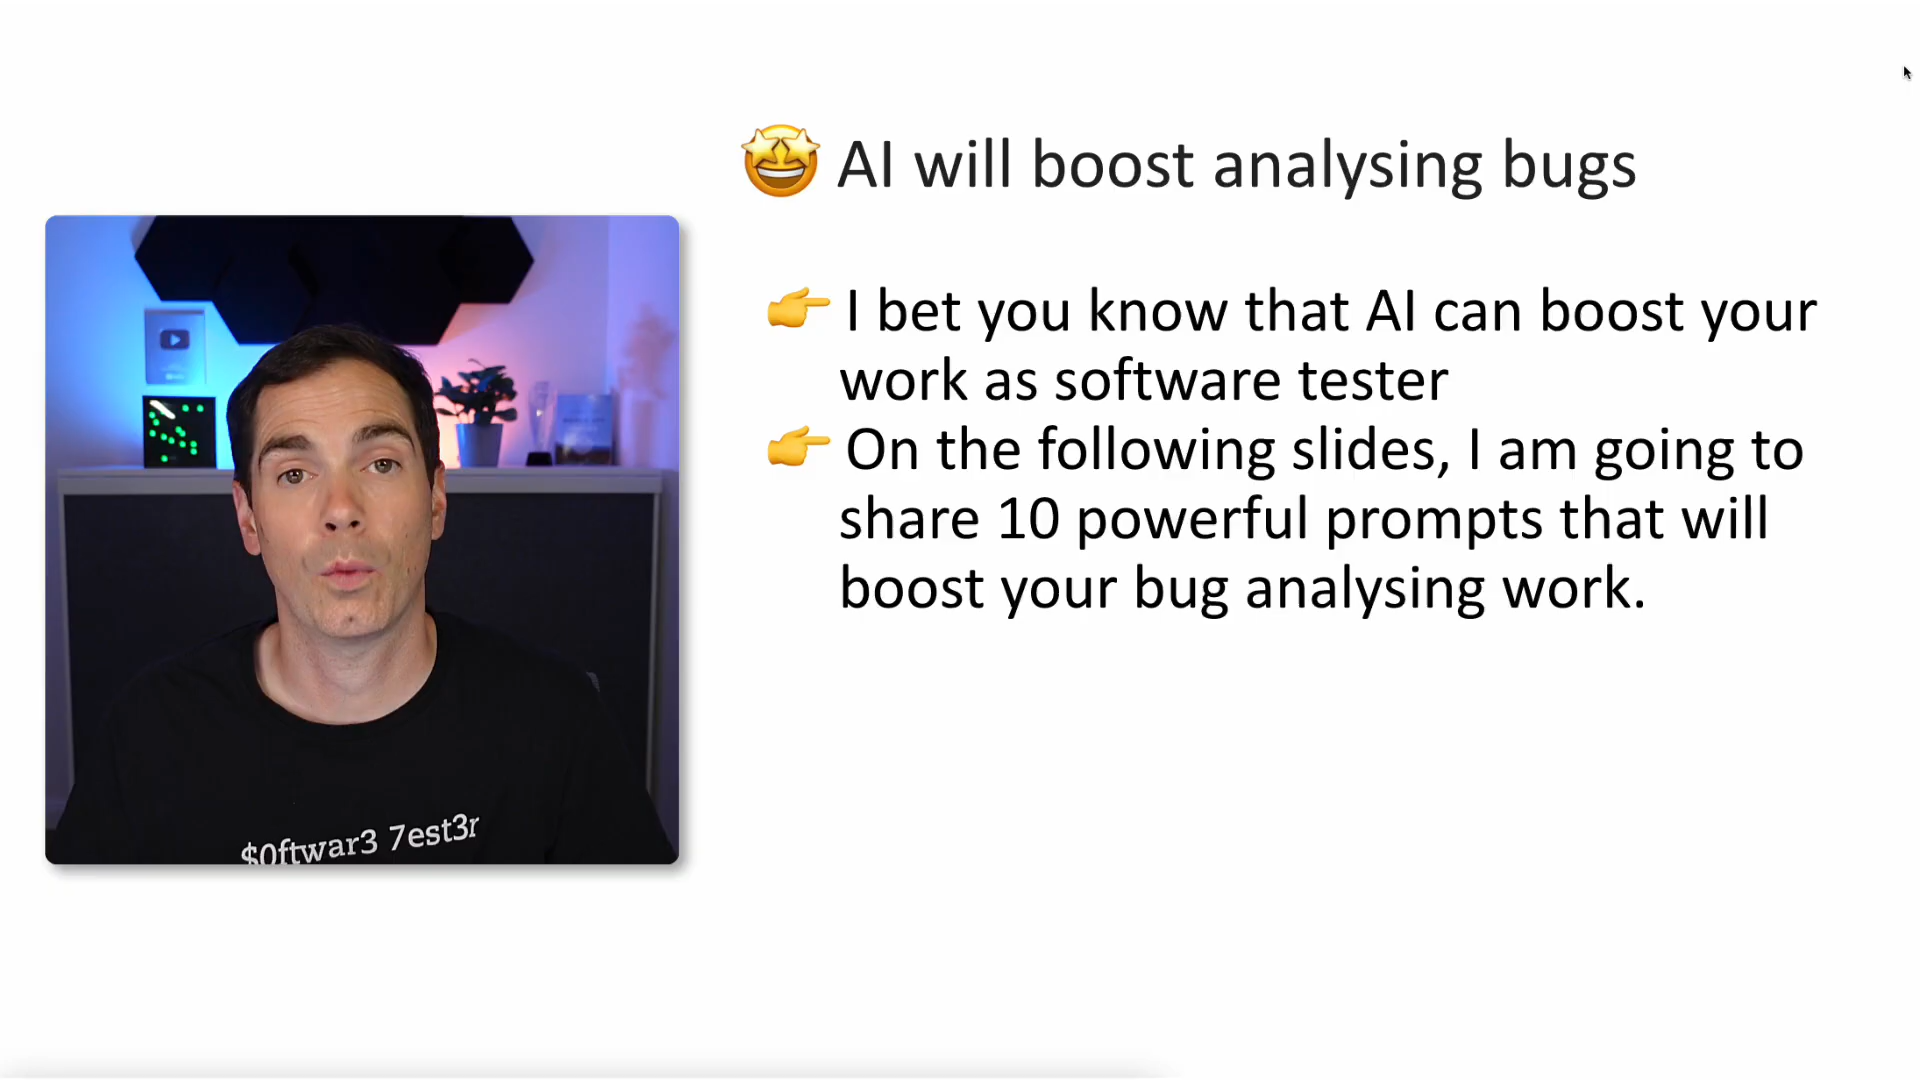 🤩 AI will boost analysing bugs
👉 I bet you know that AI can boost your
work as software tester
👉 On the following slides, I am going to
share 10 powerful prompts that will
boost your bug analysing work.
$0ftwar3 7est3r